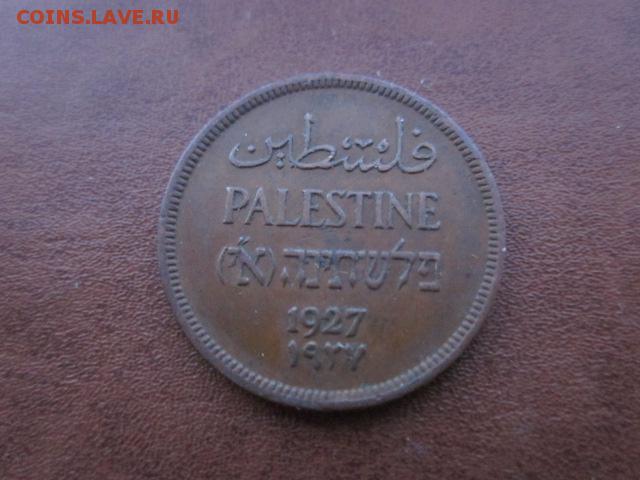 COINS.LAVE.RU
فلسطين
PALESTINE
פלשתינה (א״י)
1927
١٩٢٧